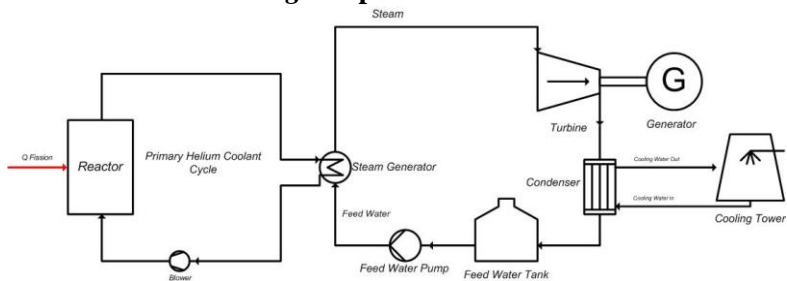 Steam
G
Turbine
Generator
Q Fission
Reactor
Primary Helium Coolant
Cycle
Steam Generator
Condenser
Cooling Water Out
Cooling Water In
Cooling Tower
Feed Water
Feed Water Pump
Feed Water Tank
Blower